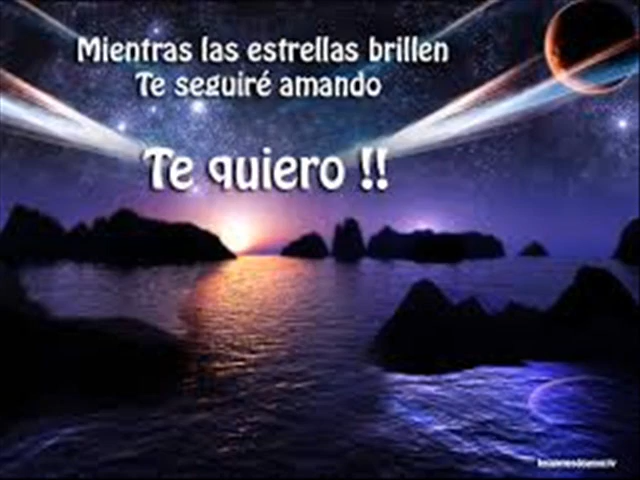 Mientras las estrellas brillen
Te seguiré amando
Te quiero !!